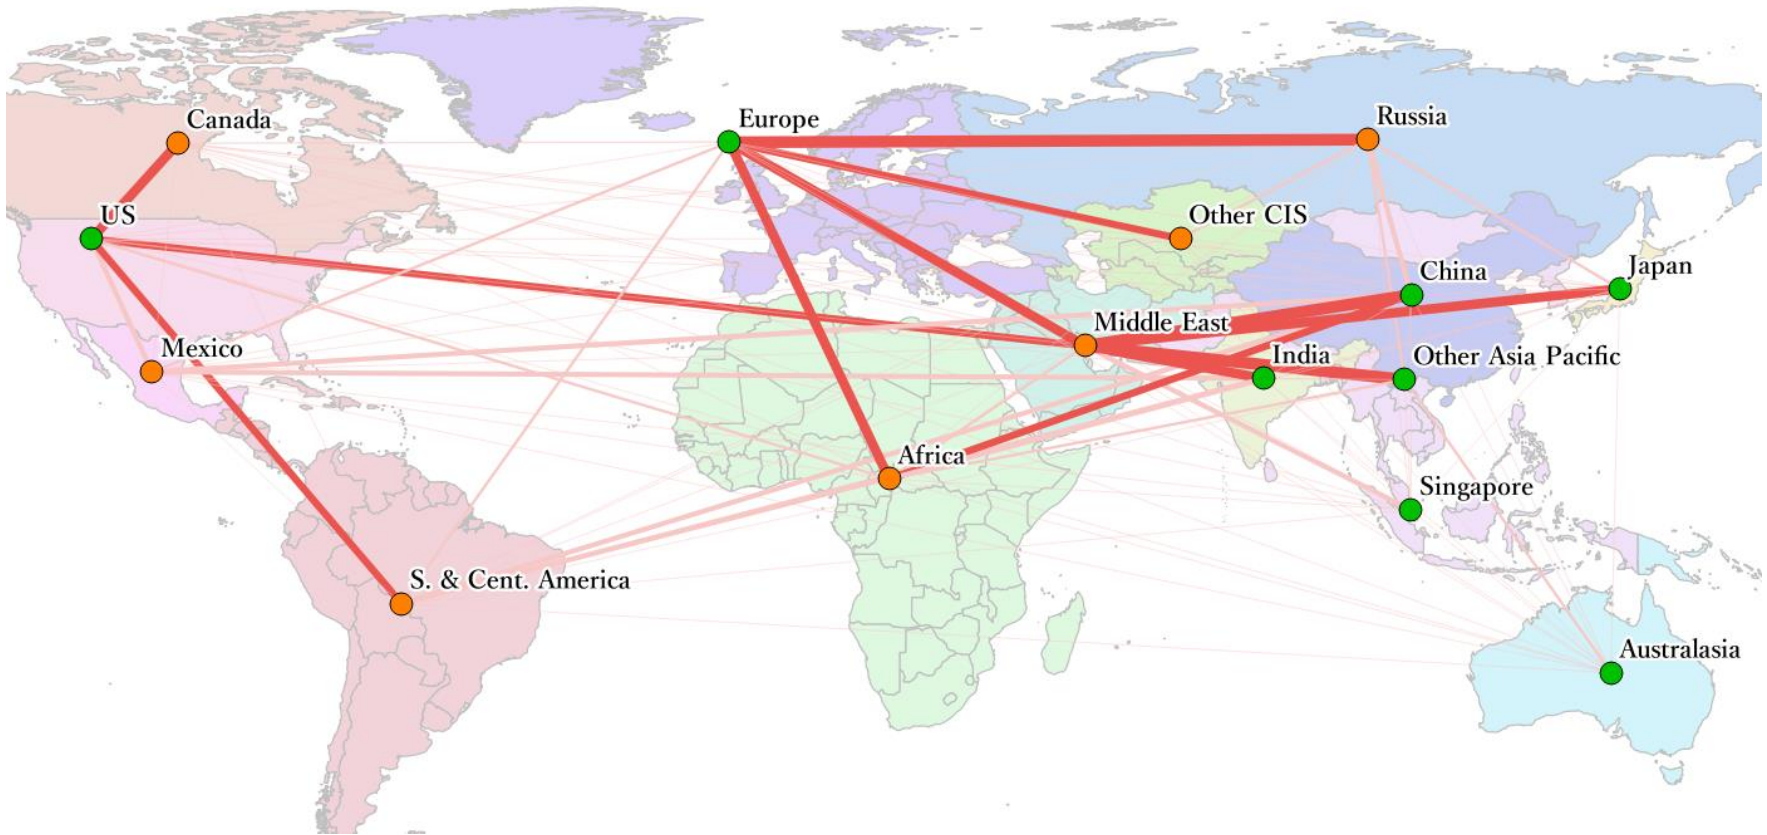 Canada
Europe
Russia
US
Other CIS
China
Japan
Middle East
Mexico
India
Other Asia Pacific
Africa
Singapore
S. & Cent. America
Australasia